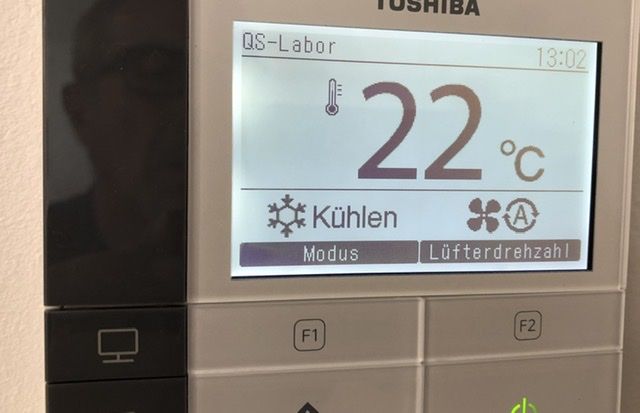 TOSHIBA
QS-Labor
13:02
22 °C
Kühlen A
Modus Lüfterdrehzahl
F1 F2